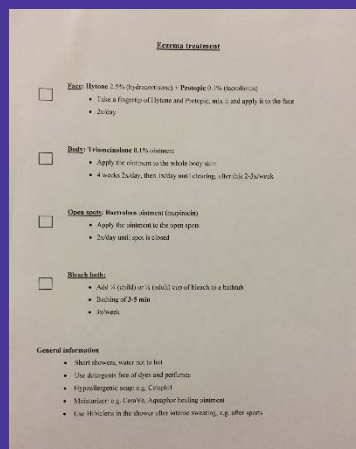 Eczema treatment
Face: Hytone 2.5% (hydrocortisone) + Protopic 0.1% (tacrolimus)
Take a fingertip of Hytone and Protopic, mix it and apply it to the face
2x/day
Body: Triamcinolone 0.1% ointment
Apply the ointment to the whole body skin
4 weeks 2x/day, then 1x/day until clearing, after this 2-3x/week
Open spots: Bactroban ointment (mupirocin)
Apply the ointment to the open spots
2x/day until spot is closed
Bleach bath:
Add ¼ (child) or ½ (adult) cup of bleach to a bathtub
Bathing of 3-5 min
3x/week
General information
Short showers, water not to hot
Use detergents free of dyes and perfumes
Hypoallergenic soap: e.g. Cetaphil
Moisturizer: e.g. CeraVe, Aquaphor healing ointment
Use Hibiclens in the shower after intense sweating, e.g. after sports